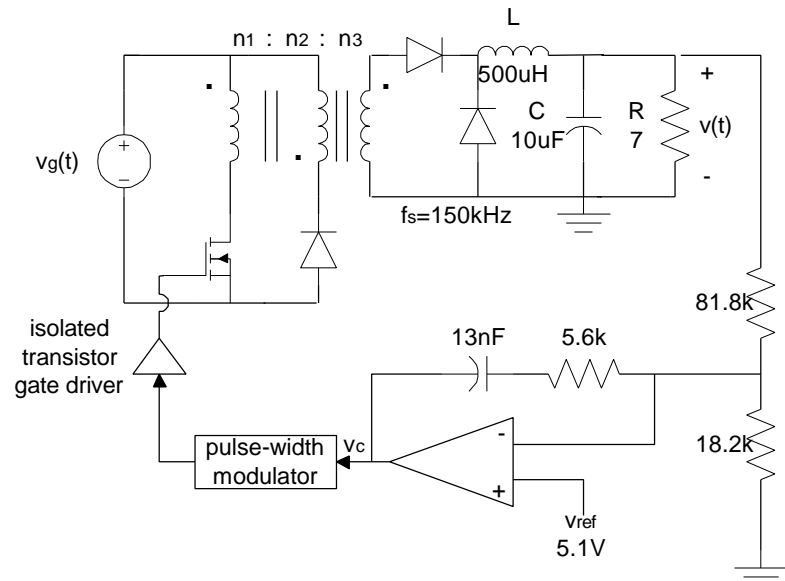 L
n1 : n2 : n3
500uH
+
C
R
vg(t)
10uF
7
v(t)
-
fs=150kHz
81.8k
isolated
transistor
gate driver
13nF
5.6k
18.2k
pulse-width
modulator
vc
-
+
vref
5.1V